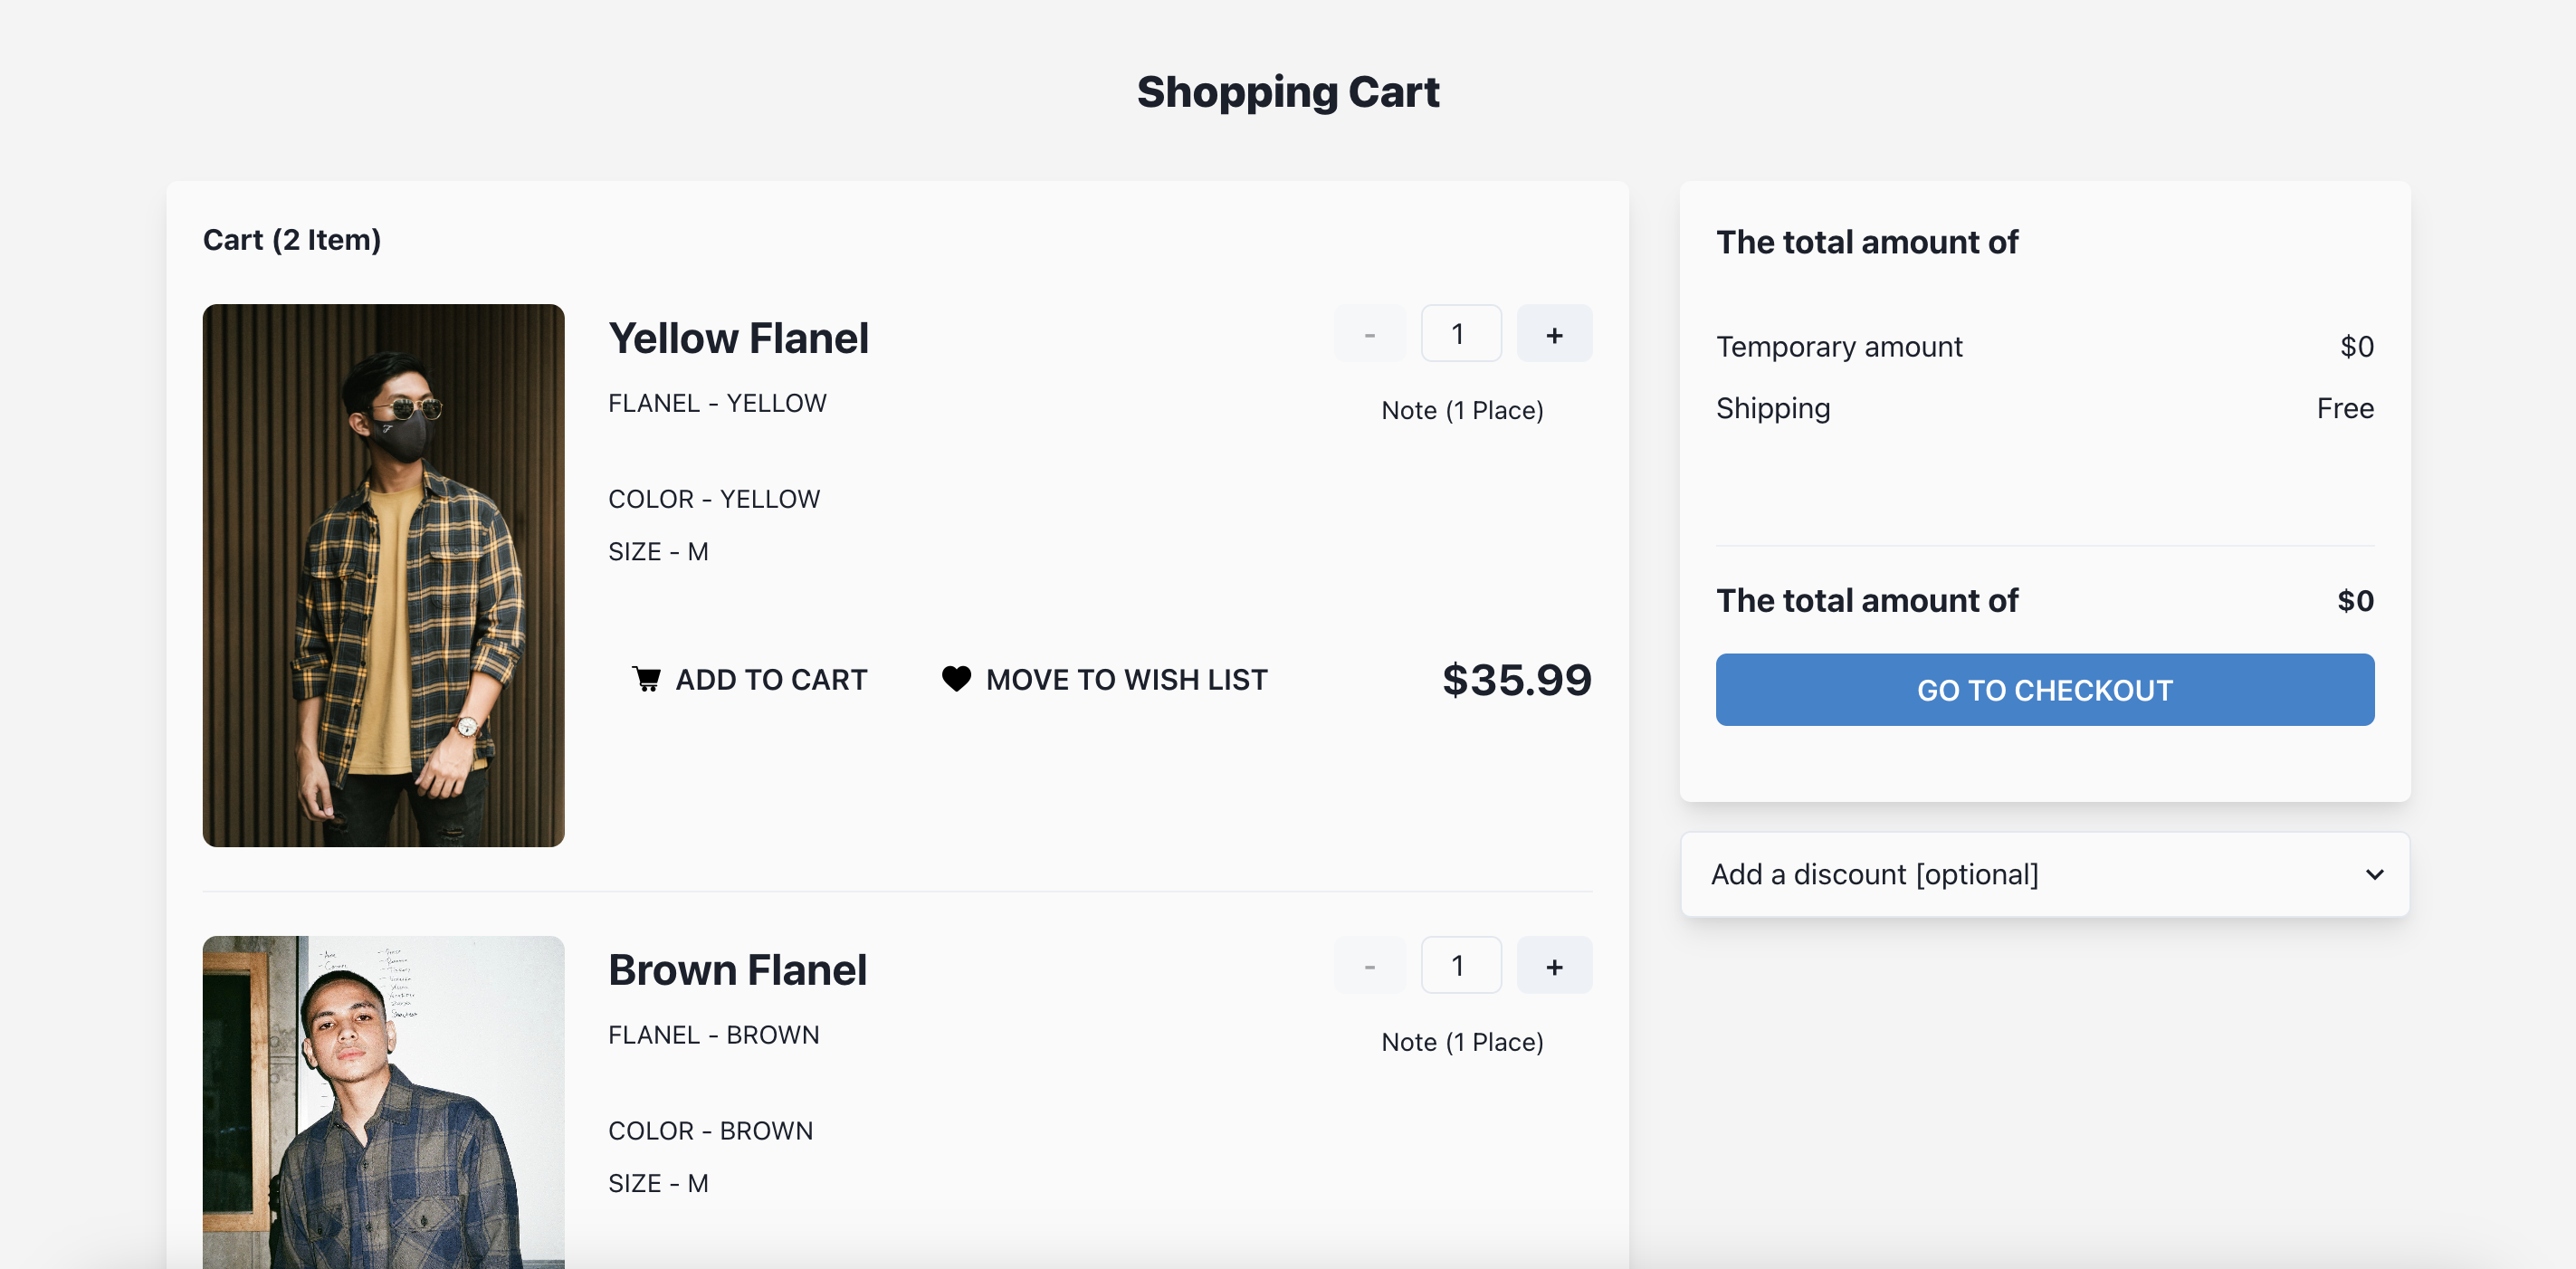 Shopping Cart
Cart (2 Item)
Yellow Flanel
FLANEL - YELLOW
COLOR - YELLOW
SIZE - M
- 1 +
Note (1 Place)
ADD TO CART
MOVE TO WISH LIST
$35.99
Brown Flanel
FLANEL - BROWN
COLOR - BROWN
SIZE - M
- 1 +
Note (1 Place)
The total amount of
Temporary amount $0
Shipping Free
The total amount of $0
GO TO CHECKOUT
Add a discount [optional]